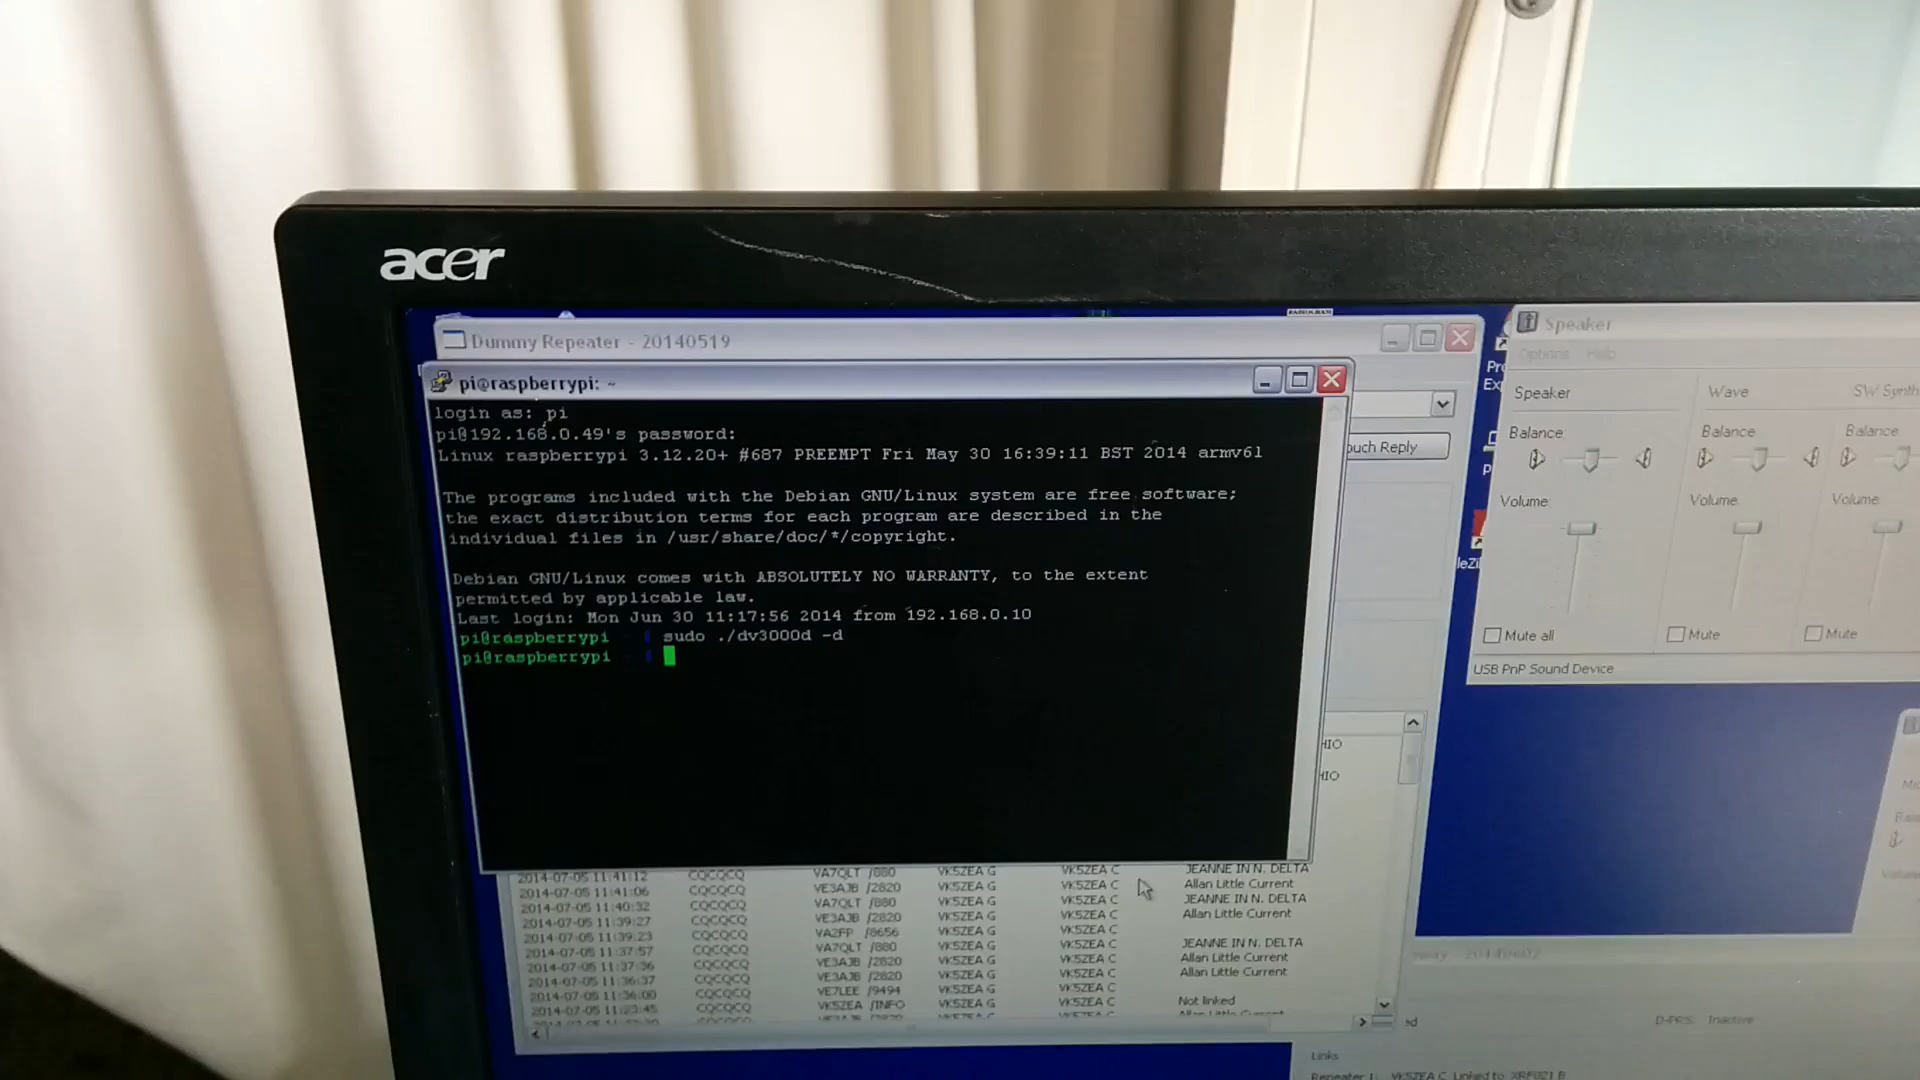 acer
Dummy Repeater - 20140519
pi@raspberrypi: ~
login as: pi
pi@192.168.0.49's password:
Linux raspberrypi 3.12.20+ #687 PREEMPT Fri May 30 16:39:11 BST 2014 armv6l
The programs included with the Debian GNU/Linux system are free software;
the exact distribution terms for each program are described in the
individual files in /usr/share/doc/*/copyright.
Debian GNU/Linux comes with ABSOLUTELY NO WARRANTY, to the extent
permitted by applicable law.
Last login: Mon Jun 30 11:17:56 2014 from 192.168.0.10
pi@raspberrypi sudo ./dv3000d -d
pi@raspberrypi
ouch Reply
HIO
HIO
2014-07-05 11:41:12 CQCQCQ VA7QLT /880 VK5ZEA G VK5ZEA C JEANNE IN N. DELTA
2014-07-05 11:41:06 CQCQCQ VE3AJB /2820 VK5ZEA G VK5ZEA C Allan Little Current
2014-07-05 11:40:32 CQCQCQ VA7QLT /880 VK5ZEA G VK5ZEA C JEANNE IN N. DELTA
2014-07-05 11:39:27 CQCQCQ VE3AJB /2820 VK5ZEA G VK5ZEA C Allan Little Current
2014-07-05 11:39:23 CQCQCQ VA2FP /8656 VK5ZEA G VK5ZEA C
2014-07-05 11:37:57 CQCQCQ VA7QLT /880 VK5ZEA G VK5ZEA C JEANNE IN N. DELTA
2014-07-05 11:37:36 CQCQCQ VE3AJB /2820 VK5ZEA G VK5ZEA C Allan Little Current
2014-07-05 11:36:37 CQCQCQ VE3AJB /2820 VK5ZEA G VK5ZEA C Allan Little Current
2014-07-05 11:36:00 CQCQCQ VE7LEE /9494 VK5ZEA G VK5ZEA C
2014-07-05 11:23:45 CQCQCQ VK5ZEA /INFO VK5ZEA G VK5ZEA C Not linked
Speaker
Options Help
Speaker Wave SW Synth
Balance: Balance: Balance:
Volume: Volume: Volume:
Mute all Mute Mute
USB PnP Sound Device
D-PRS: Inactive
Links
Repeater 1: VK5ZEA C Linked to XRF021 B